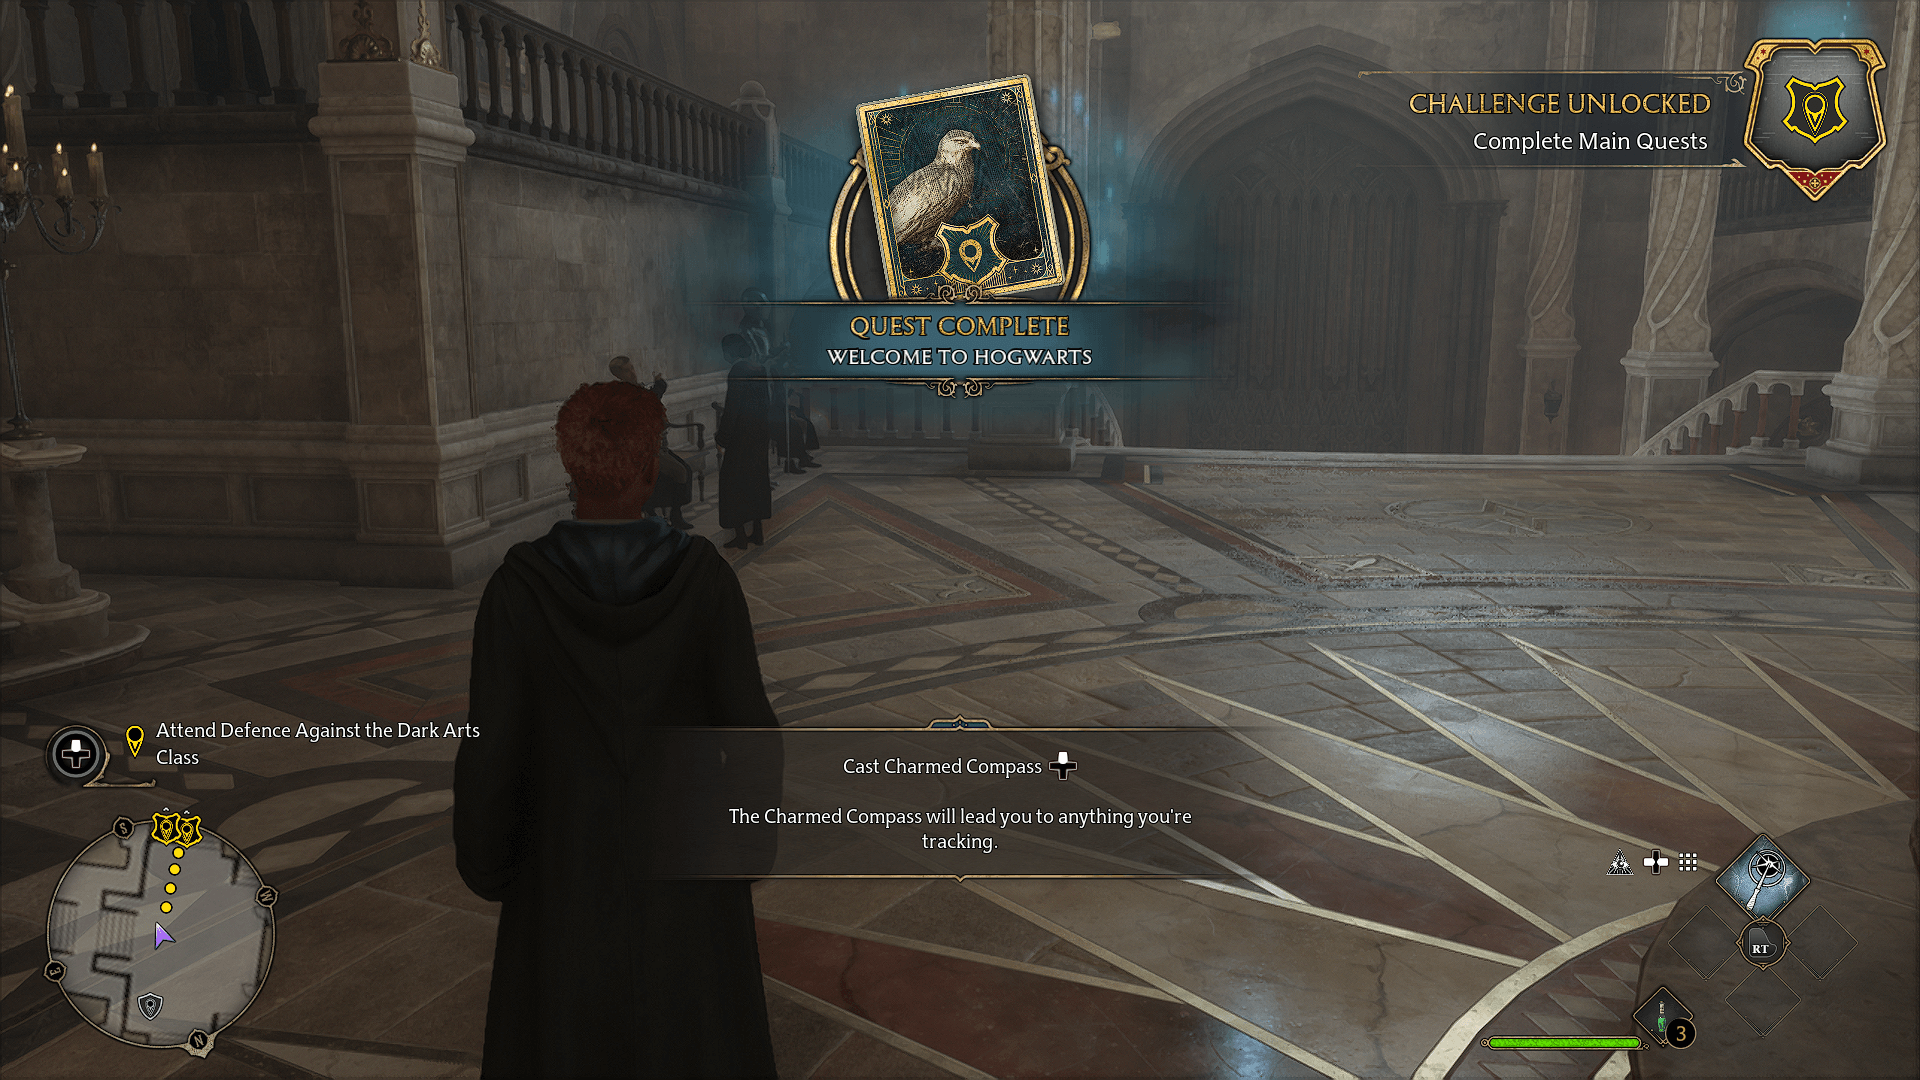 CHALLENGE UNLOCKED
Complete Main Quests
QUEST COMPLETE
WELCOME TO HOGWARTS
Attend Defence Against the Dark Arts
Class
Cast Charmed Compass
The Charmed Compass will lead you to anything you're
tracking.
S
W
E
N
RT
3